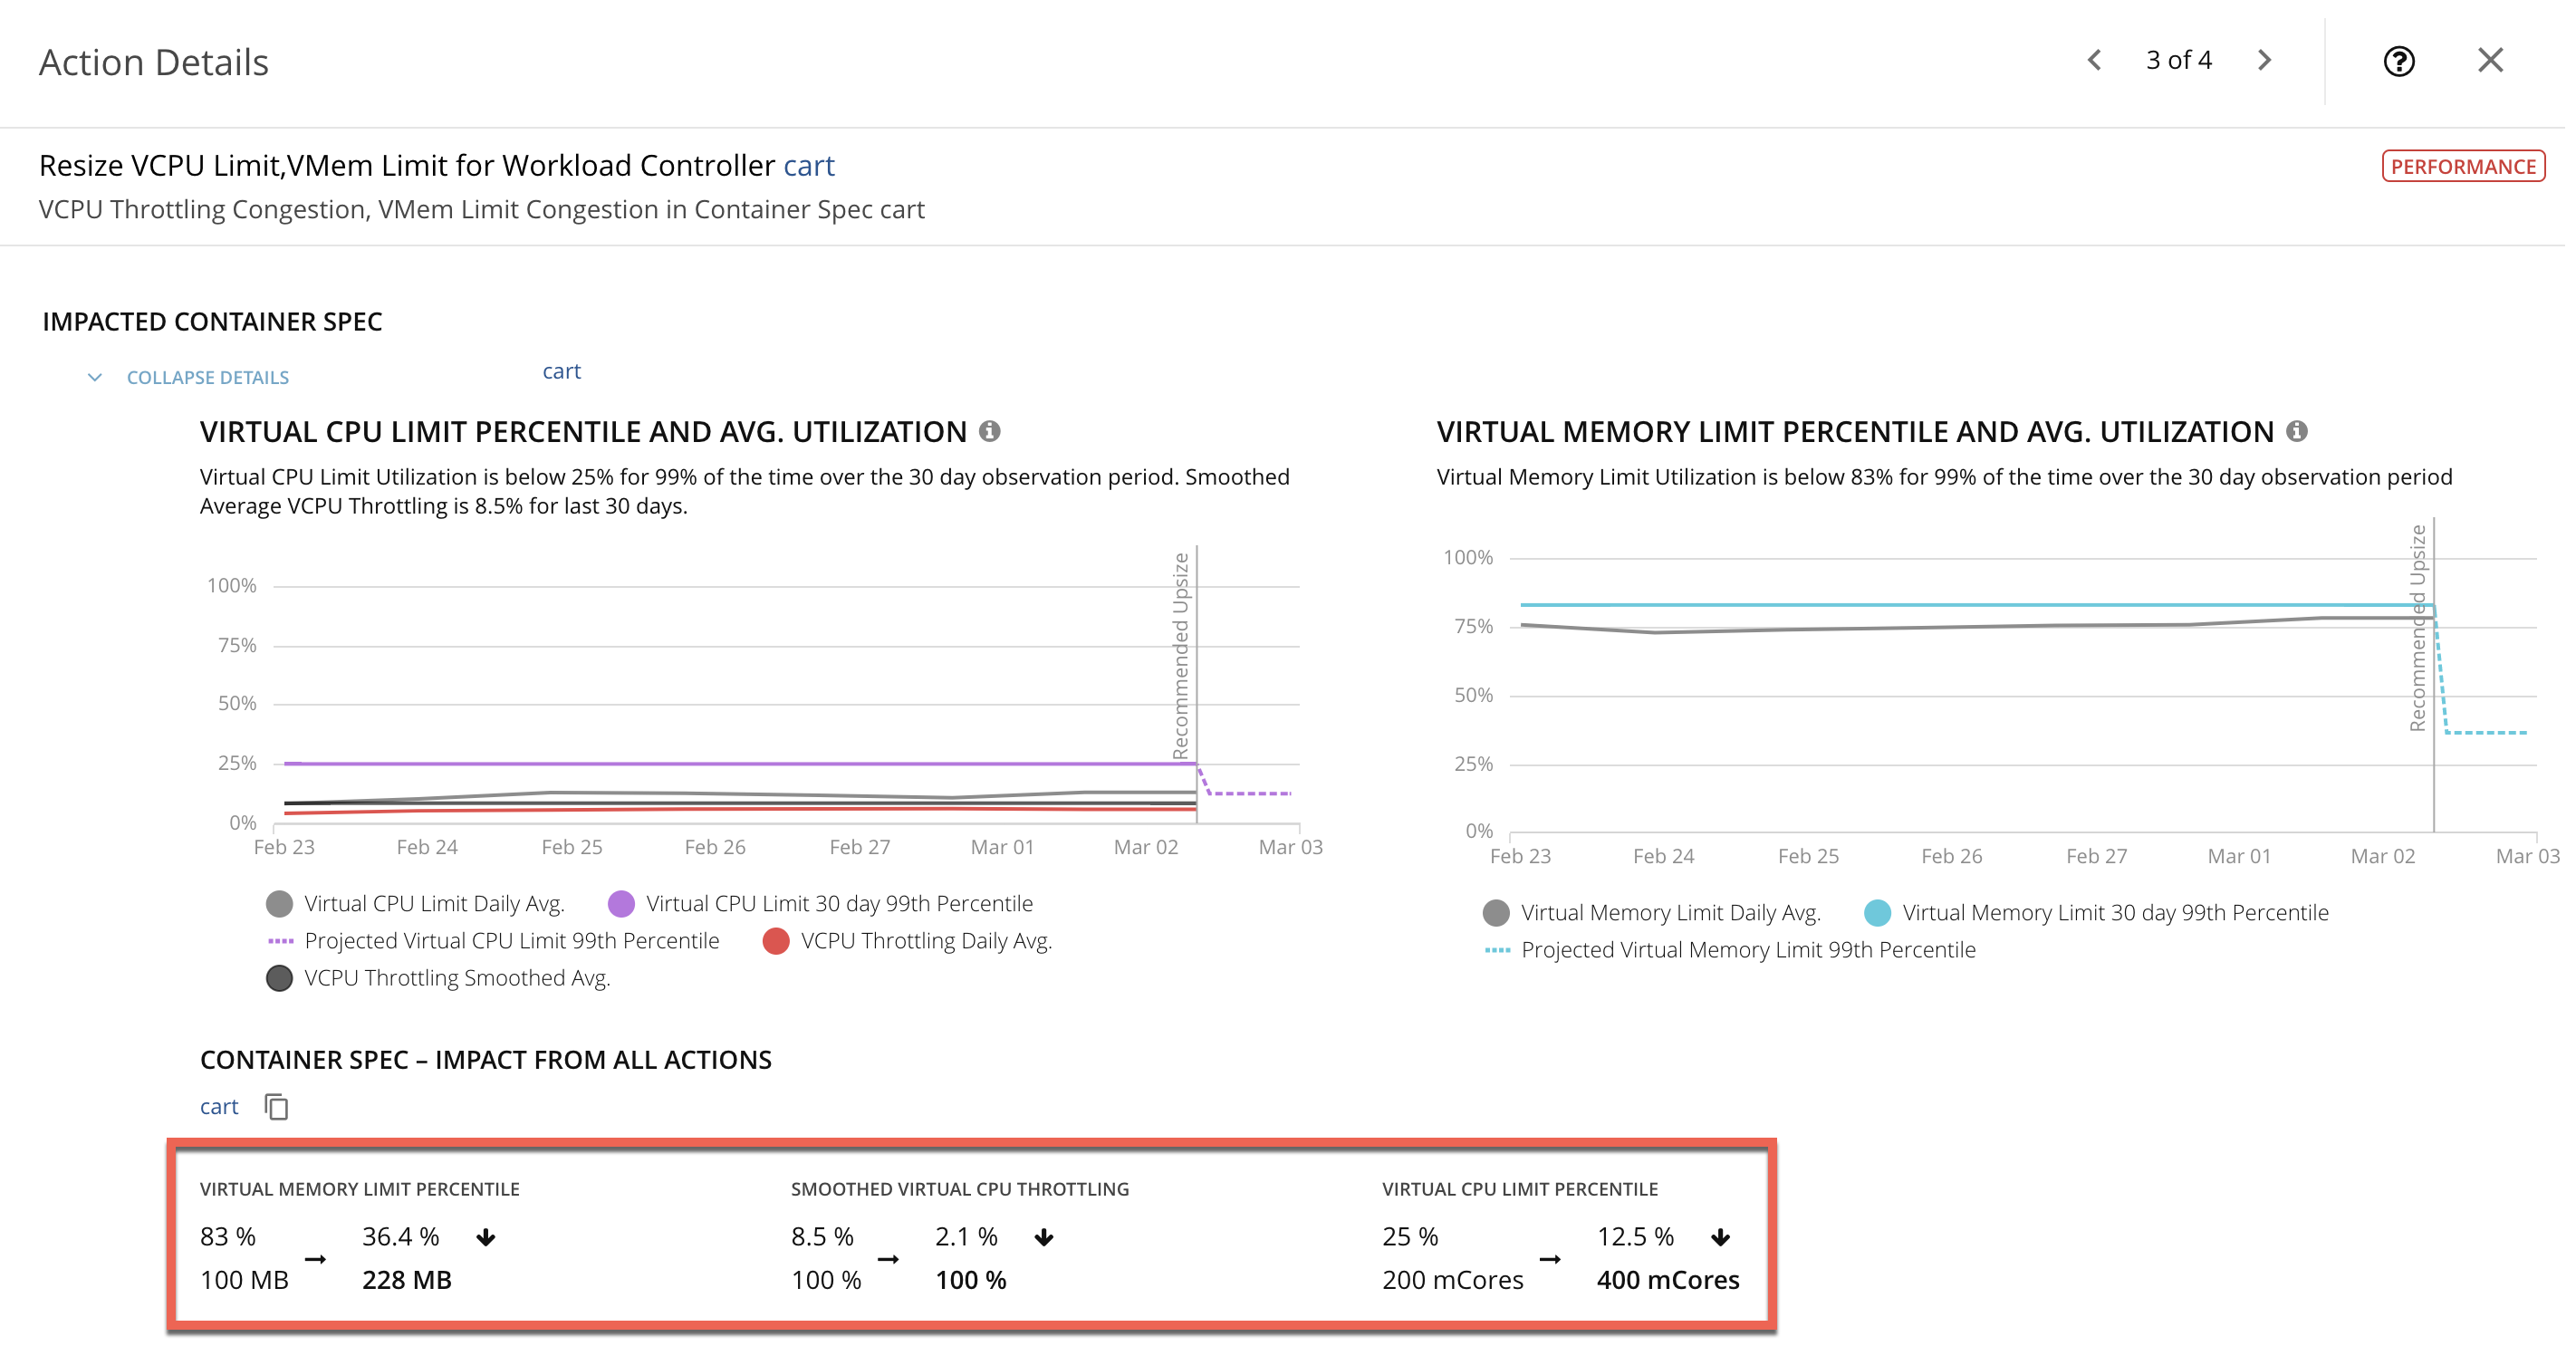 Action Details
3 of 4
Resize VCPU Limit,VMem Limit for Workload Controller cart
PERFORMANCE
VCPU Throttling Congestion, VMem Limit Congestion in Container Spec cart
IMPACTED CONTAINER SPEC
COLLAPSE DETAILS
cart
VIRTUAL CPU LIMIT PERCENTILE AND AVG. UTILIZATION
Virtual CPU Limit Utilization is below 25% for 99% of the time over the 30 day observation period. Smoothed
Average VCPU Throttling is 8.5% for last 30 days.
Recommended Upsize
100%
75%
50%
25%
0%
Feb 23 Feb 24 Feb 25 Feb 26 Feb 27 Mar 01 Mar 02 Mar 03
Virtual CPU Limit Daily Avg. Virtual CPU Limit 30 day 99th Percentile
Projected Virtual CPU Limit 99th Percentile VCPU Throttling Daily Avg.
VCPU Throttling Smoothed Avg.
VIRTUAL MEMORY LIMIT PERCENTILE AND AVG. UTILIZATION
Virtual Memory Limit Utilization is below 83% for 99% of the time over the 30 day observation period
Recommended Upsize
100%
75%
50%
25%
0%
Feb 23 Feb 24 Feb 25 Feb 26 Feb 27 Mar 01 Mar 02 Mar 03
Virtual Memory Limit Daily Avg. Virtual Memory Limit 30 day 99th Percentile
Projected Virtual Memory Limit 99th Percentile
CONTAINER SPEC – IMPACT FROM ALL ACTIONS
cart
VIRTUAL MEMORY LIMIT PERCENTILE
83 % → 36.4 % ↓
100 MB 228 MB
SMOOTHED VIRTUAL CPU THROTTLING
8.5 % → 2.1 % ↓
100 % 100 %
VIRTUAL CPU LIMIT PERCENTILE
25 % → 12.5 % ↓
200 mCores 400 mCores